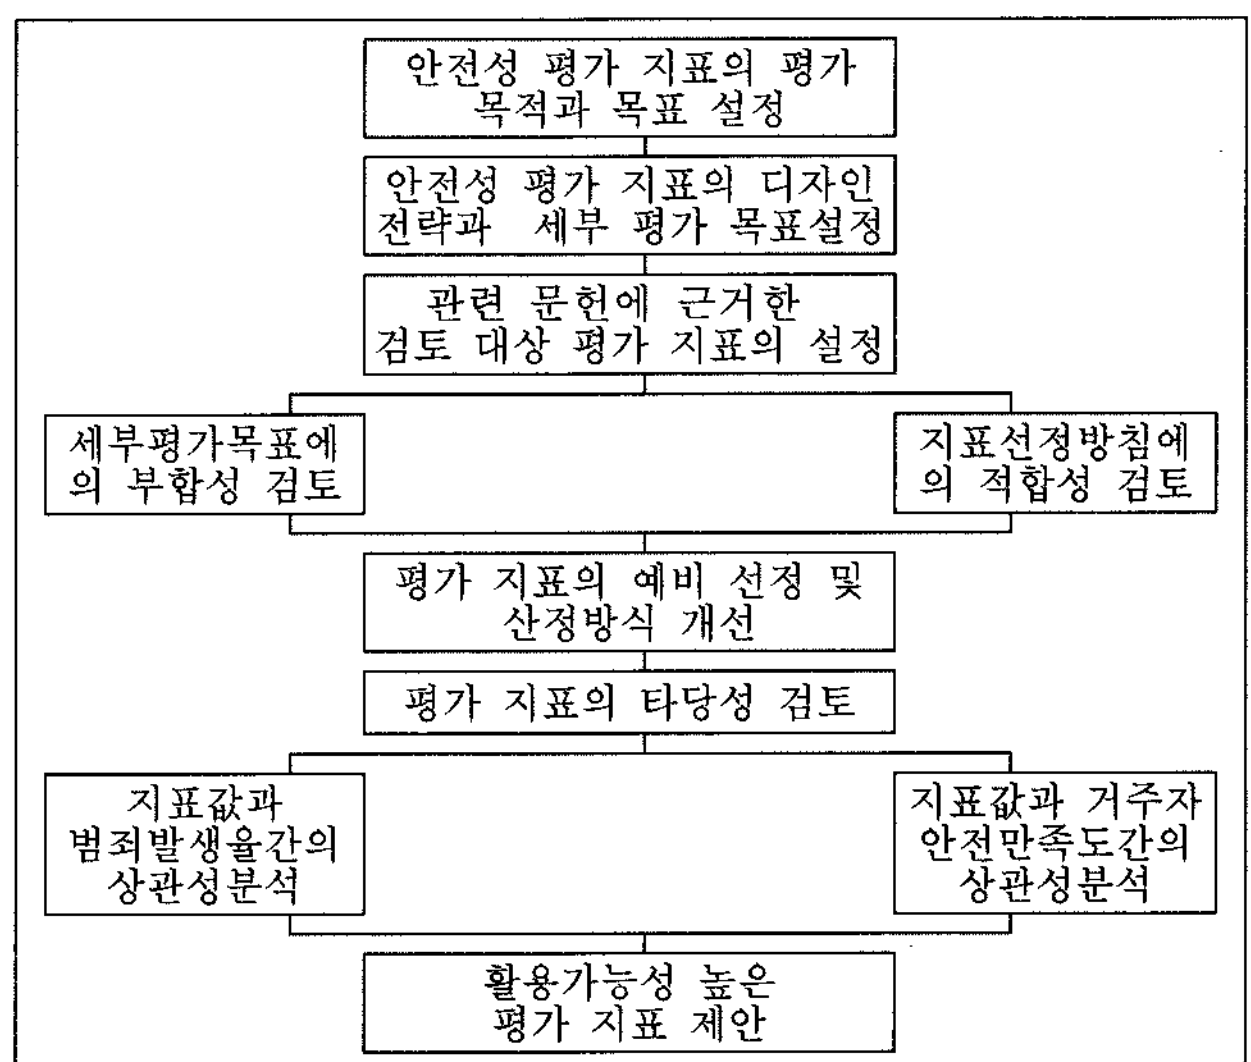 안전성 평가 지표의 평가
목적과 목표 설정
안전성 평가 지표의 디자인
전략과 세부 평가 목표설정
관련 문헌에 근거한
검토 대상 평가 지표의 설정
세부평가목표에
의 부합성 검토
지표선정방침에
의 적합성 검토
평가 지표의 예비 선정 및
산정방식 개선
평가 지표의 타당성 검토
지표값과
범죄발생율간의
상관성분석
지표값과 거주자
안전만족도간의
상관성분석
활용가능성 높은
평가 지표 제안